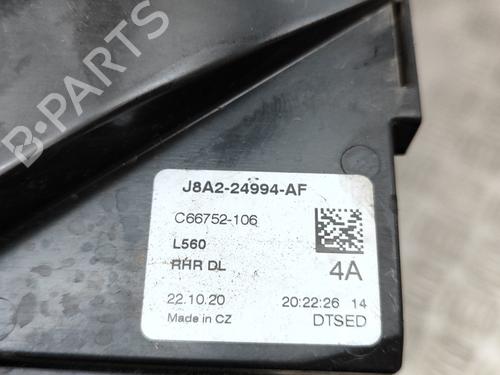 B-PARTS
J8A2-24994-AF
C66752-106
L560
RHR DL 4A
22.10.20 20:22:26 14
Made in CZ DTSED